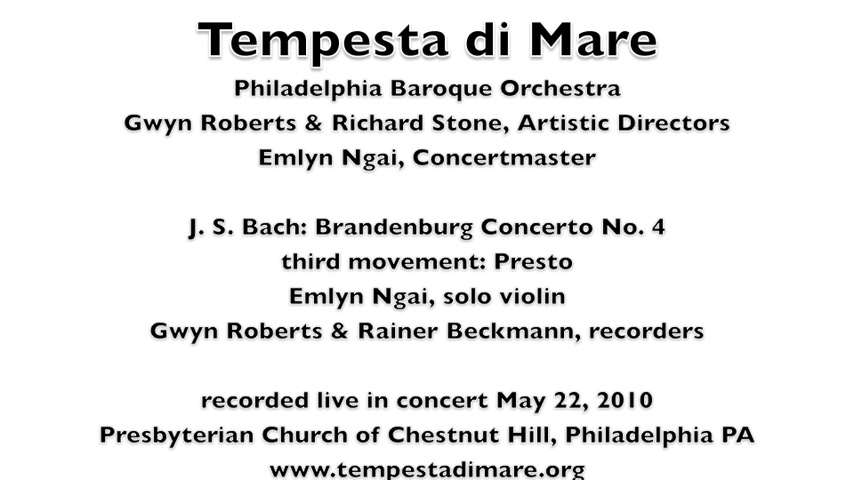 Tempesta di Mare
Philadelphia Baroque Orchestra
Gwyn Roberts & Richard Stone, Artistic Directors
Emlyn Ngai, Concertmaster
J. S. Bach: Brandenburg Concerto No. 4
third movement: Presto
Emlyn Ngai, solo violin
Gwyn Roberts & Rainer Beckmann, recorders
recorded live in concert May 22, 2010
Presbyterian Church of Chestnut Hill, Philadelphia PA
www.tempestadimare.org